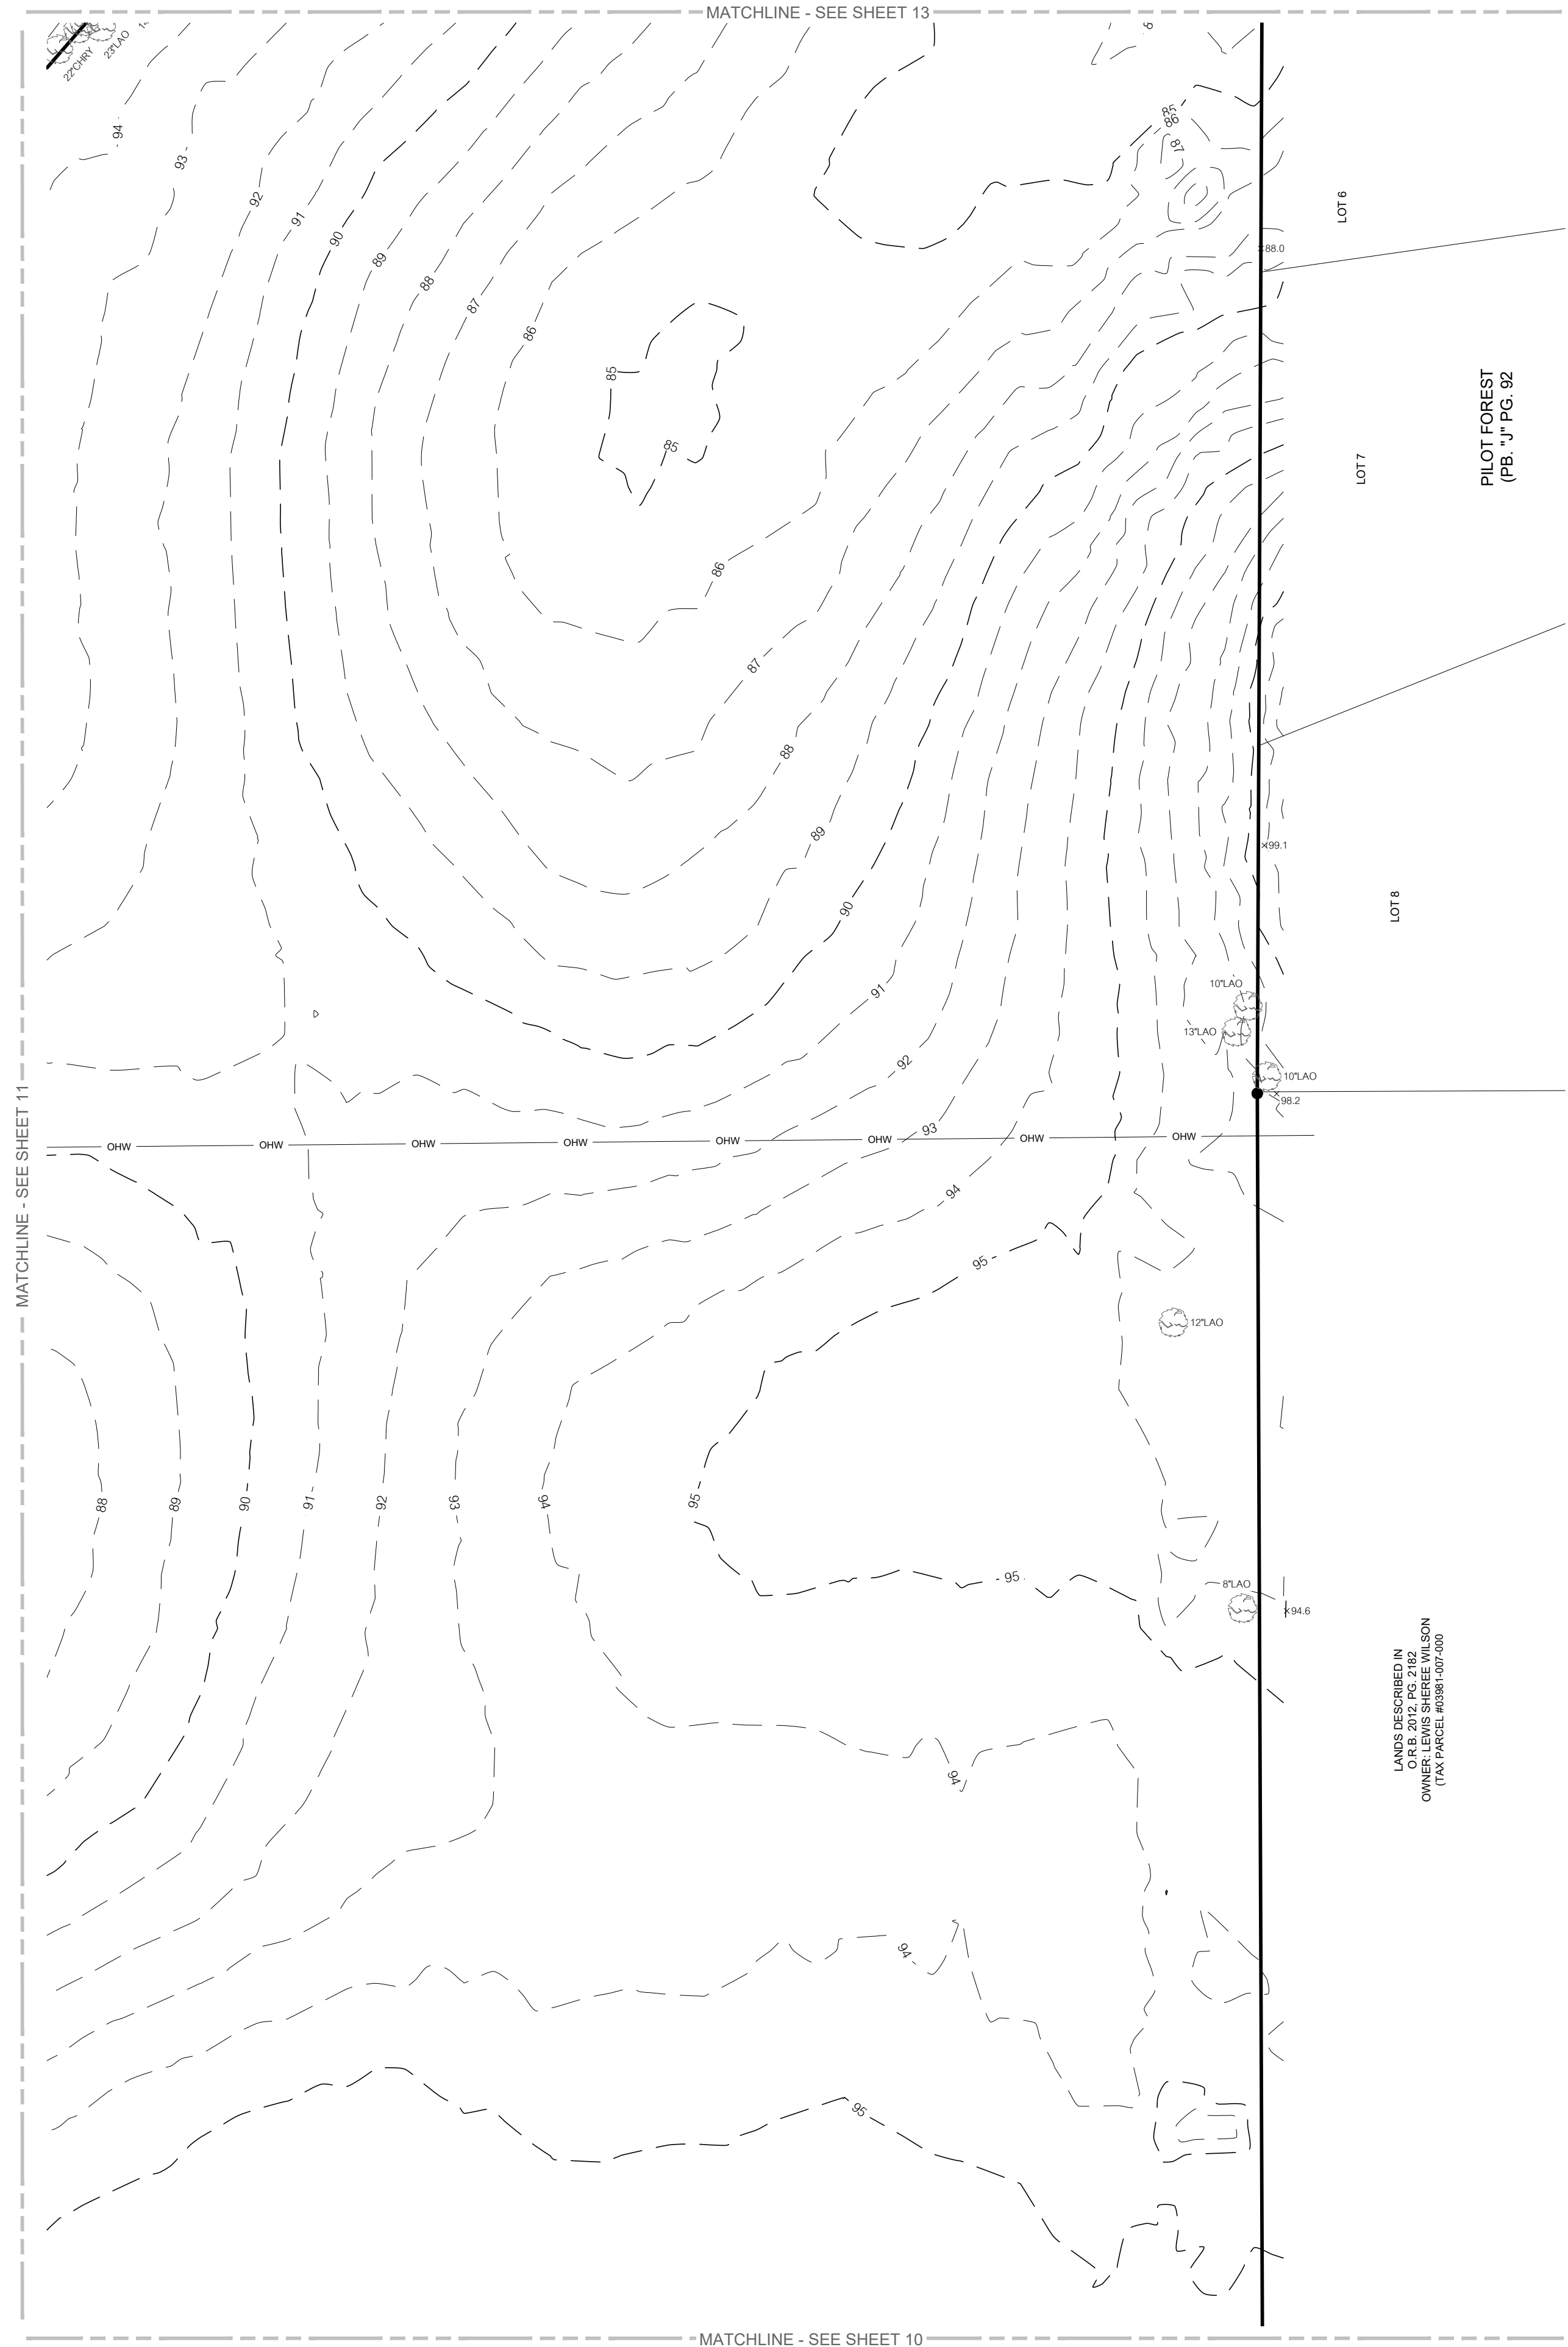 MATCHLINE - SEE SHEET 13
22"CHRY
23"LAO
94
93
92
91
90
89
88
87
86
85
85
86
87
LOT 6
88.0
85
85
PILOT FOREST
(PB. "J" PG. 92
LOT 7
86
87
88
89
99.1
90
LOT 8
91
10"LAO
13"LAO
92
10"LAO
98.2
93
MATCHLINE - SEE SHEET 11
OHW
OHW
OHW
OHW
OHW
OHW
OHW
OHW
94
95
12"LAO
88
89
90
91
92
93
94
95
95
8"LAO
94.6
LANDS DESCRIBED IN
O.R.B. 2012, PG. 2182
OWNER: LEWIS SHEREE WILSON
(TAX PARCEL #03981-007-000
94
94
95
MATCHLINE - SEE SHEET 10